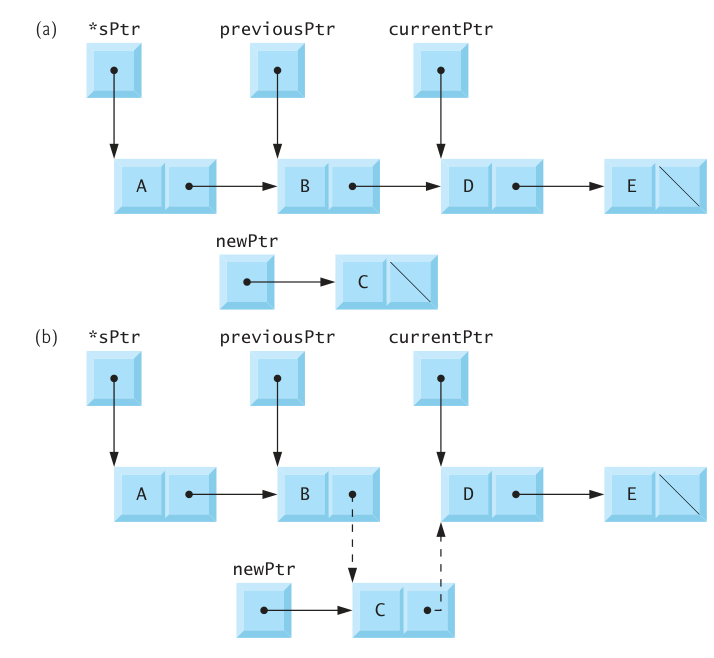 (a) *sPtr previousPtr currentPtr
A B D E
newPtr
C
(b) *sPtr previousPtr currentPtr
A B D E
newPtr
C